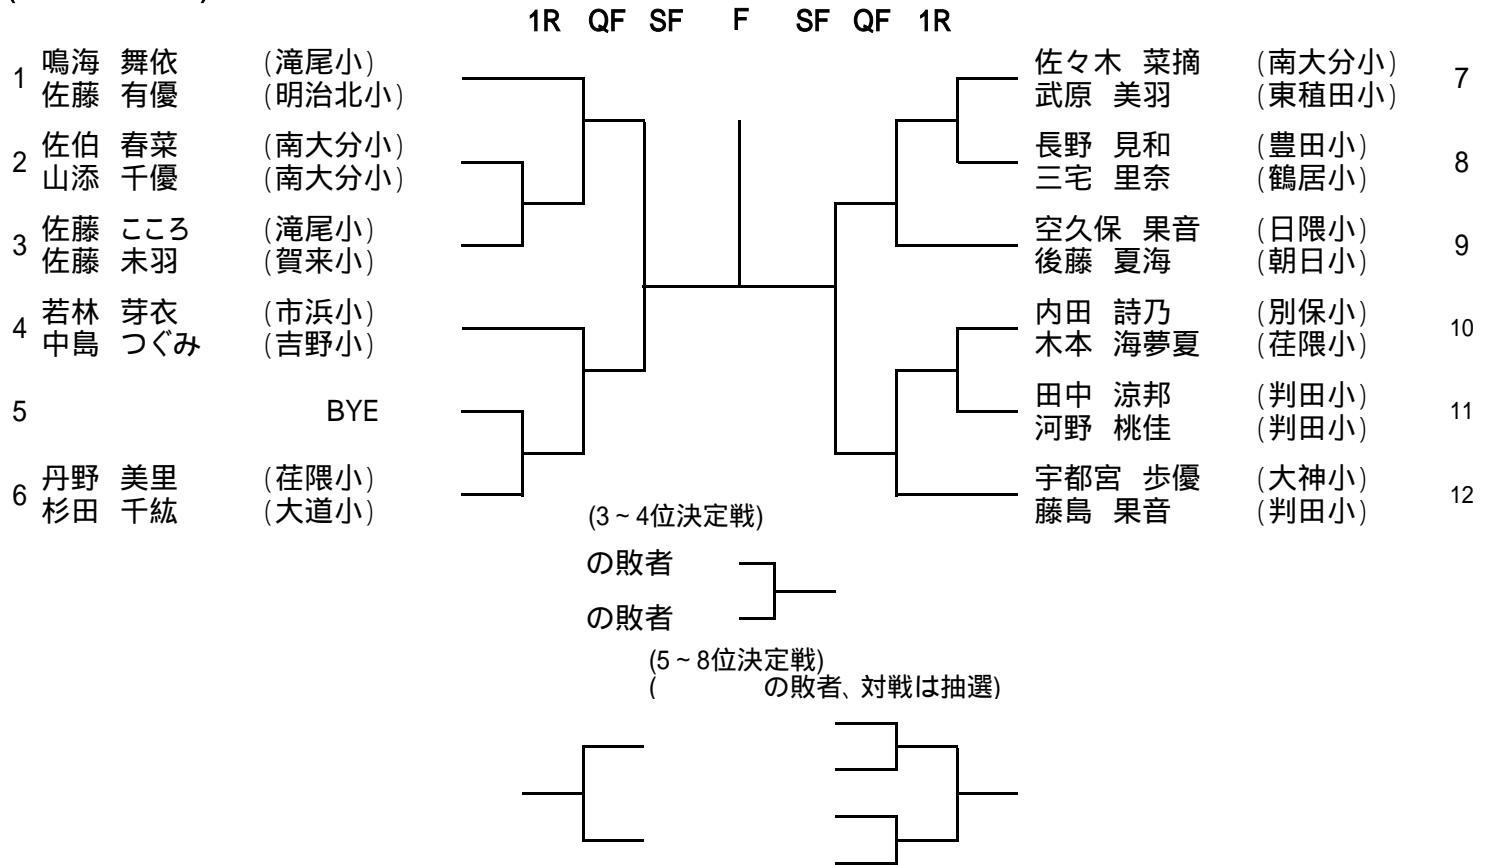 1R QF SF F SF QF 1R
1 鳴海 舞依 (滝尾小)
佐藤 有優 (明治北小)
2 佐伯 春菜 (南大分小)
山添 千優 (南大分小)
3 佐藤 こころ (滝尾小)
佐藤 未羽 (賀来小)
4 若林 芽衣 (市浜小)
中島 つぐみ (吉野小)
5 BYE
6 丹野 美里 (荏隈小)
杉田 千紘 (大道小)
佐々木 菜摘 (南大分小) 7
武原 美羽 (東稙田小)
長野 見和 (豊田小) 8
三宅 里奈 (鶴居小)
空久保 果音 (日隈小) 9
後藤 夏海 (朝日小)
内田 詩乃 (別保小) 10
木本 海夢夏 (荏隈小)
田中 涼邦 (判田小) 11
河野 桃佳 (判田小)
宇都宮 歩優 (大神小) 12
藤島 果音 (判田小)
(3~4位決定戦)
の敗者
の敗者
(5~8位決定戦)
( の敗者、対戦は抽選)